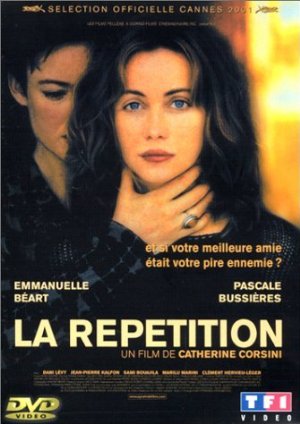 SELECTION OFFICIELLE CANNES 2001
et si votre meilleure amie
était votre pire ennemie ?
EMMANUELLE
BÉART
PASCALE
BUSSIÈRES
LA REPETITION
UN FILM DE CATHERINE CORSINI
DANI LÉVY JEAN-PIERRE KALFON SAMI BOUAJILA MARILU MARINI CLÉMENT HERVIEU-LÉGER
DVD
VIDEO
TF1
VIDEO